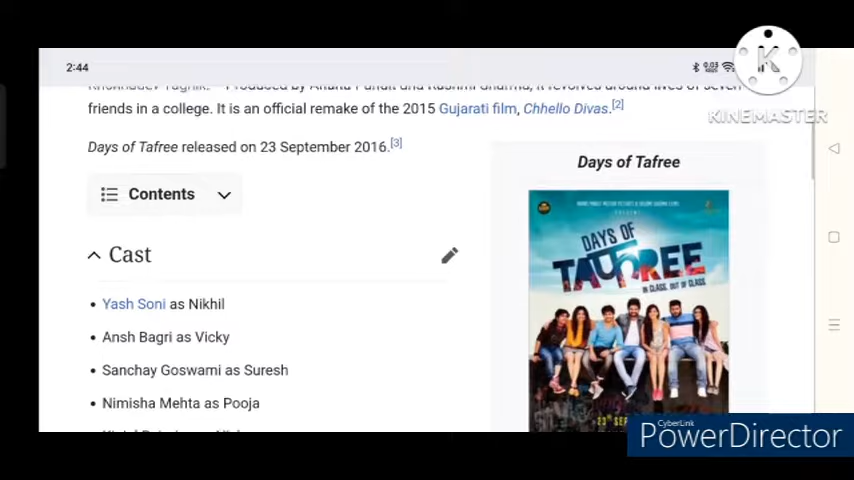 2:44
KINEMASTER
friends in a college. It is an official remake of the 2015 Gujarati film, Chhello Divas.[2]
Days of Tafree released on 23 September 2016.[3]
Contents
Cast
Yash Soni as Nikhil
Ansh Bagri as Vicky
Sanchay Goswami as Suresh
Nimisha Mehta as Pooja
Days of Tafree
DAYS OF
TAFREE
IN CLASS. OUT OF CLASS.
CyberLink
PowerDirector